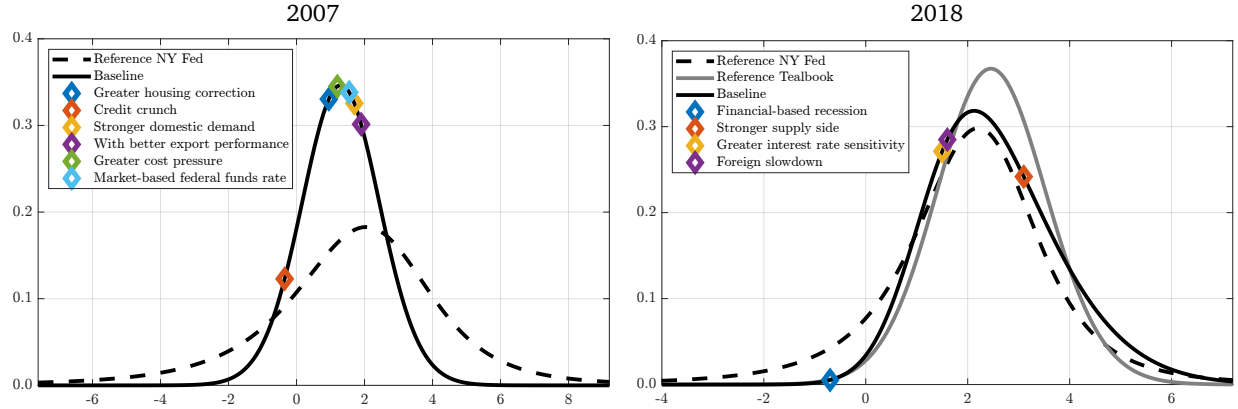 2007
0.4
0.3
0.2
0.1
0.0
-6
-4
-2
0
2
4
6
8
Reference NY Fed
Baseline
Greater housing correction
Credit crunch
Stronger domestic demand
With better export performance
Greater cost pressure
Market-based federal funds rate
2018
0.4
0.3
0.2
0.1
0.0
-4
-2
0
2
4
6
Reference NY Fed
Reference Tealbook
Baseline
Financial-based recession
Stronger supply side
Greater interest rate sensitivity
Foreign slowdown